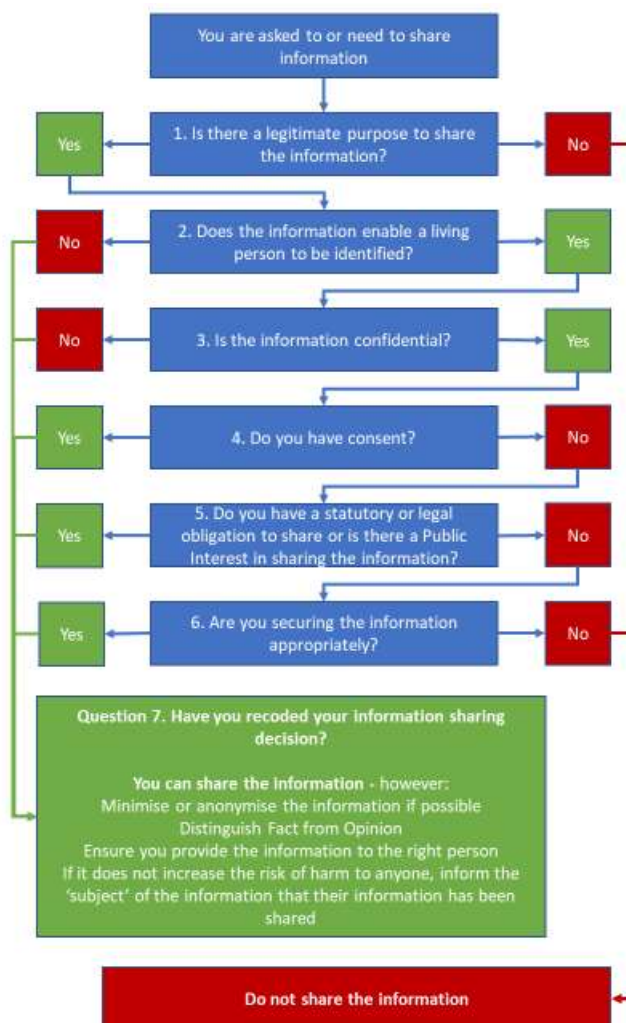 You are asked to or need to share
information
1. Is there a legitimate purpose to share
the information?
Yes
No
2. Does the information enable a living
person to be identified?
No
Yes
3. Is the information confidential?
No
Yes
4. Do you have consent?
Yes
No
5. Do you have a statutory or legal
obligation to share or is there a Public
Interest in sharing the information?
Yes
No
6. Are you securing the information
appropriately?
Yes
No
Question 7. Have you recoded your information sharing
decision?
You can share the information - however:
Minimise or anonymise the information if possible
Distinguish Fact from Opinion
Ensure you provide the information to the right person
If it does not increase the risk of harm to anyone, inform the
‘subject’ of the information that their information has been
shared
Do not share the information